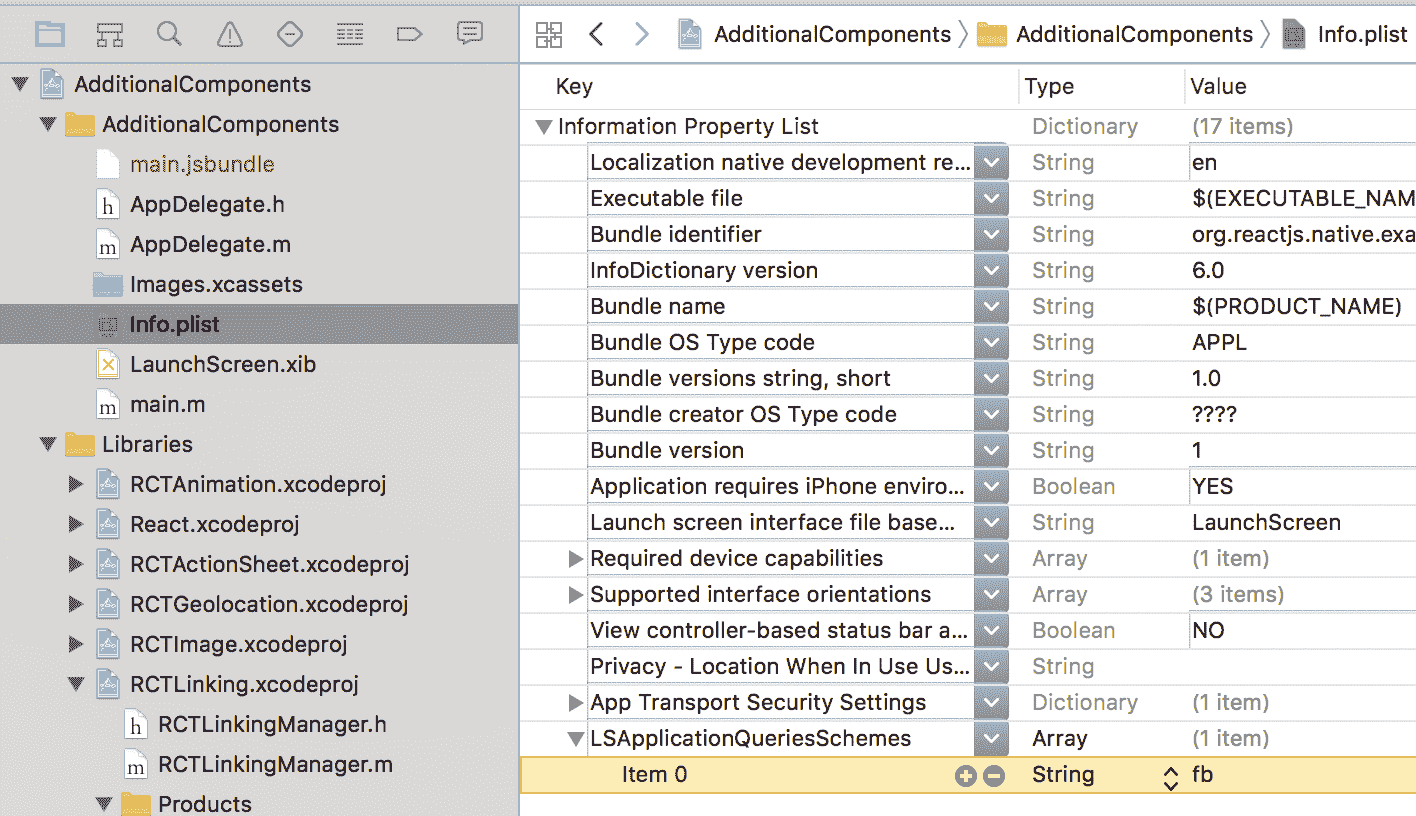 AdditionalComponents AdditionalComponents Info.plist
AdditionalComponents
AdditionalComponents
main.jsbundle
h AppDelegate.h
m AppDelegate.m
Images.xcassets
Info.plist
LaunchScreen.xib
m main.m
Libraries
RCTAnimation.xcodeproj
React.xcodeproj
RCTActionSheet.xcodeproj
RCTGeolocation.xcodeproj
RCTImage.xcodeproj
RCTLinking.xcodeproj
h RCTLinkingManager.h
m RCTLinkingManager.m
Products
Key Type Value
Information Property List Dictionary (17 items)
Localization native development re... String en
Executable file String $(EXECUTABLE_NAM
Bundle identifier String org.reactjs.native.exa
InfoDictionary version String 6.0
Bundle name String $(PRODUCT_NAME)
Bundle OS Type code String APPL
Bundle versions string, short String 1.0
Bundle creator OS Type code String ????
Bundle version String 1
Application requires iPhone enviro... Boolean YES
Launch screen interface file base... String LaunchScreen
Required device capabilities Array (1 item)
Supported interface orientations Array (3 items)
View controller-based status bar a... Boolean NO
Privacy - Location When In Use Us... String
App Transport Security Settings Dictionary (1 item)
LSApplicationQueriesSchemes Array (1 item)
Item 0 String fb